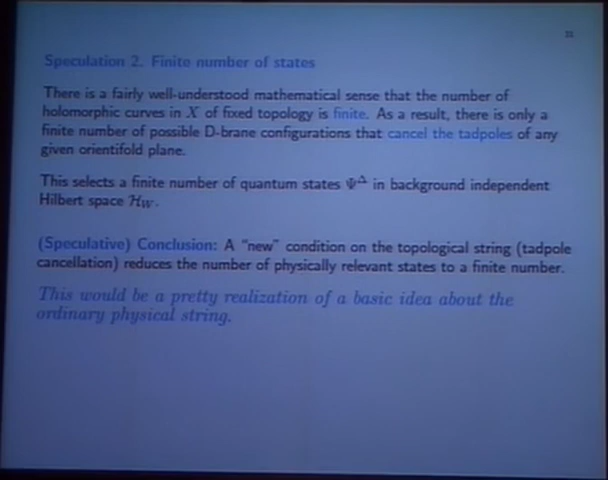 Speculation 2. Finite number of states
There is a fairly well-understood mathematical sense that the number of
holomorphic curves in X of fixed topology is finite. As a result, there is only a
finite number of possible D-brane configurations that cancel the tadpoles of any
given orientifold plane.
This selects a finite number of quantum states Ψ^Δ in background independent
Hilbert space ℋ_W.
(Speculative) Conclusion: A "new" condition on the topological string (tadpole
cancellation) reduces the number of physically relevant states to a finite number.
This would be a pretty realization of a basic idea about the
ordinary physical string.